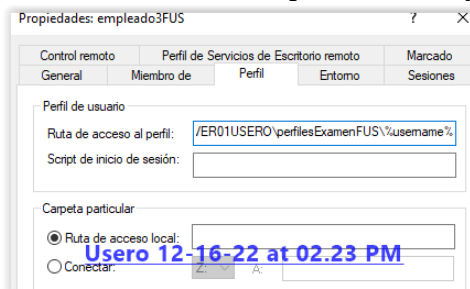 Propiedades: empleado3FUS ? X
Control remoto Perfil de Servicios de Escritorio remoto Marcado
General Miembro de Perfil Entorno Sesiones
Perfil de usuario
Ruta de acceso al perfil: /ER01USERO\perfilesExamenFUS\%username%
Script de inicio de sesión:
Carpeta particular
Ruta de acceso local:
Usero 12-16-22 at 02.23 PM
Conectar: Z: A: